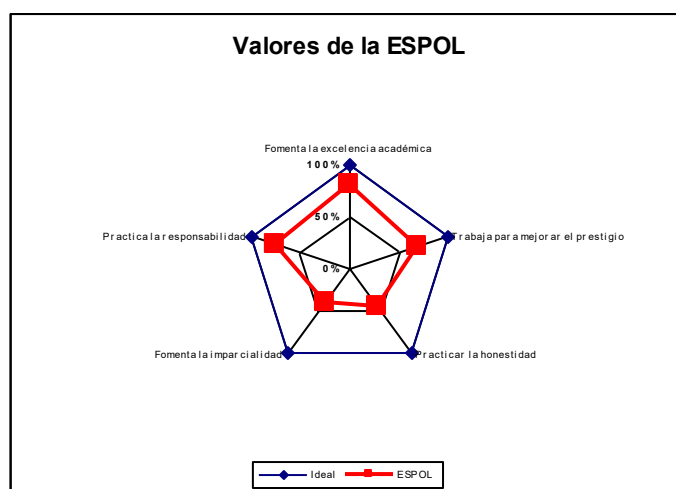 Valores de la ESPOL
Fomenta la excelencia académica
100%
Practica la responsabilidad
50%
Trabaja para mejorar el prestigio
0%
Fomenta la imparcialidad
Practicar la honestidad
Ideal
ESPOL